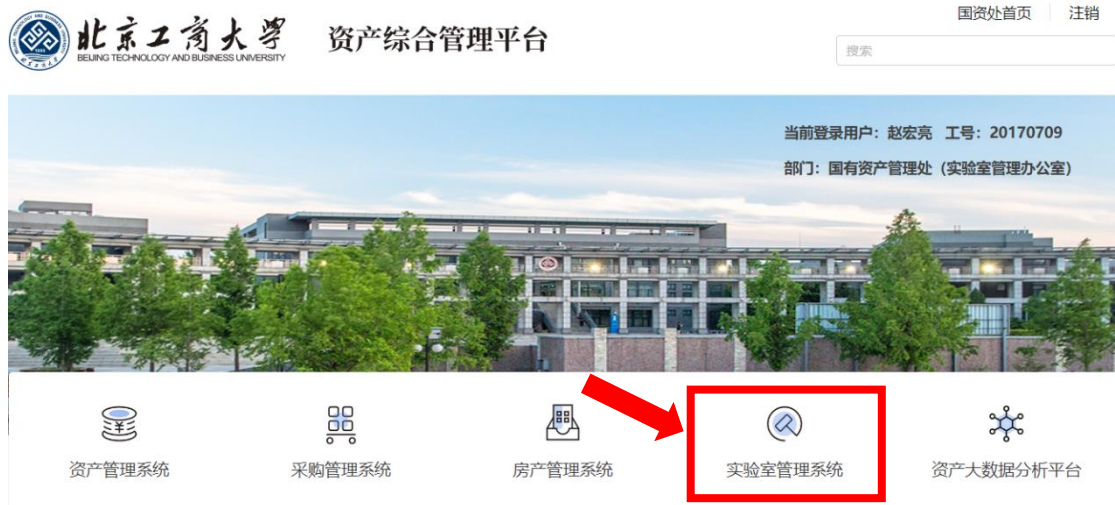 国资处首页 注销
北京工商大学
BEIJING TECHNOLOGY AND BUSINESS UNIVERSITY
资产综合管理平台
搜索
当前登录用户：赵宏亮 工号：20170709
部门：国有资产管理处（实验室管理办公室）
资产管理系统 采购管理系统 房产管理系统 实验室管理系统 资产大数据分析平台